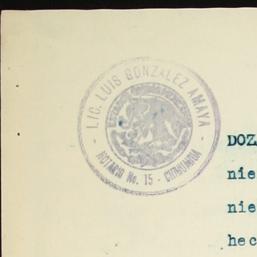 LIC. LUIS GONZALEZ AMAYA
NOTARIO No. 15 - CHIHUAHUA
DOZ
nie
nie
hec